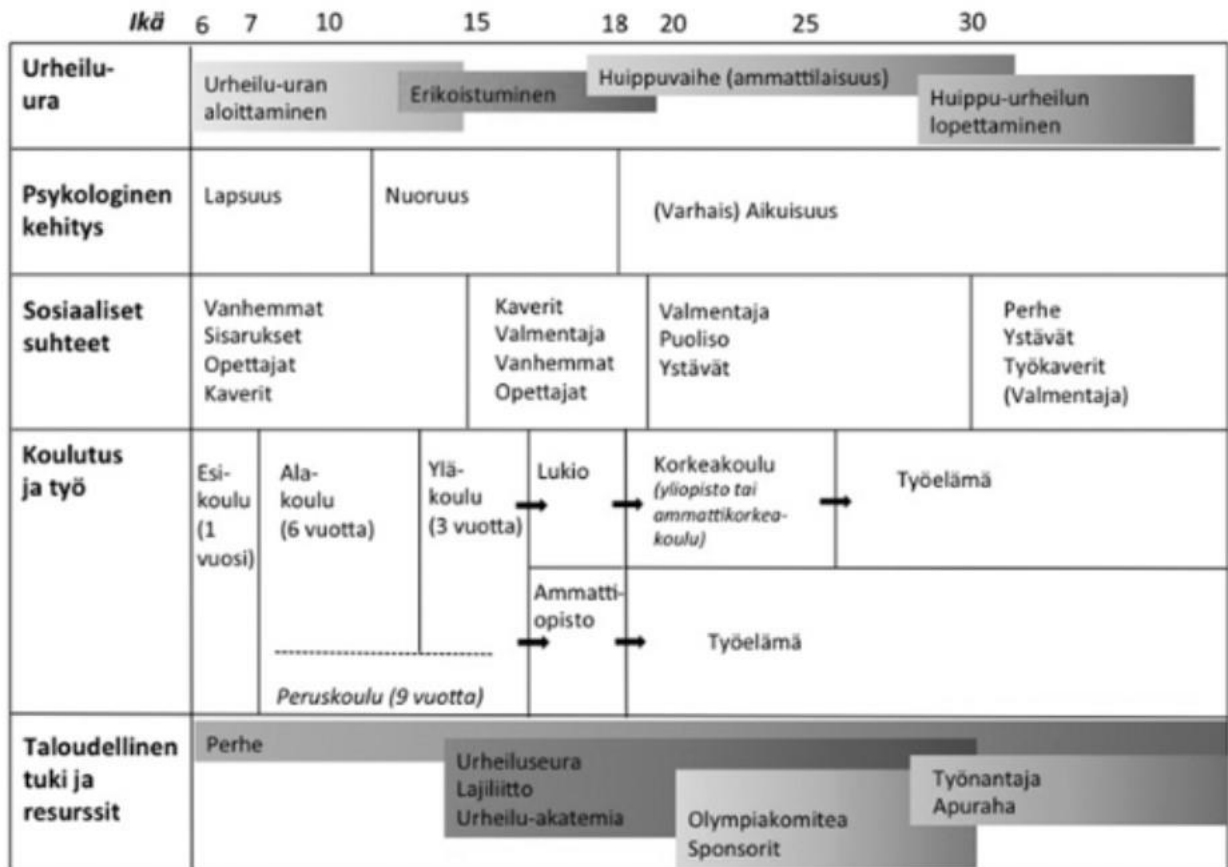 Ikä 6 7 10 15 18 20 25 30
Urheilu-
ura
Urheilu-uran
aloittaminen
Erikoistuminen
Huippuvaihe (ammattilaisuus)
Huippu-urheilun
lopettaminen
Psykologinen
kehitys
Lapsuus
Nuoruus
(Varhais) Aikuisuus
Sosiaaliset
suhteet
Vanhemmat
Sisarukset
Opettajat
Kaverit
Kaverit
Valmentaja
Vanhemmat
Opettajat
Valmentaja
Puoliso
Ystävät
Perhe
Ystävät
Työkaverit
(Valmentaja)
Koulutus
ja työ
Esi-
koulu
(1
vuosi)
Ala-
koulu
(6 vuotta)
Ylä-
koulu
(3 vuotta)
Peruskoulu (9 vuotta)
Lukio
Korkeakoulu
(yliopisto tai
ammattikorkea-
koulu)
Työelämä
Ammatti-
opisto
Työelämä
Taloudellinen
tuki ja
resurssit
Perhe
Urheiluseura
Lajiliitto
Urheilu-akatemia
Olympiakomitea
Sponsorit
Työnantaja
Apuraha